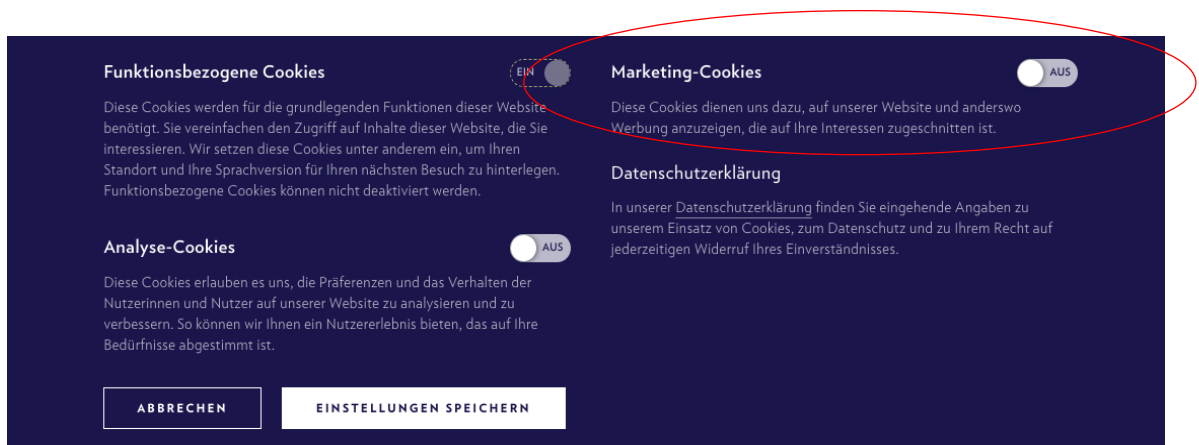 Funktionsbezogene Cookies
EIN
Diese Cookies werden für die grundlegenden Funktionen dieser Website
benötigt. Sie vereinfachen den Zugriff auf Inhalte dieser Website, die Sie
interessieren. Wir setzen diese Cookies unter anderem ein, um Ihren
Standort und Ihre Sprachversion für Ihren nächsten Besuch zu hinterlegen.
Funktionsbezogene Cookies können nicht deaktiviert werden.
Analyse-Cookies
AUS
Diese Cookies erlauben es uns, die Präferenzen und das Verhalten der
Nutzerinnen und Nutzer auf unserer Website zu analysieren und zu
verbessern. So können wir Ihnen ein Nutzererlebnis bieten, das auf Ihre
Bedürfnisse abgestimmt ist.
Marketing-Cookies
AUS
Diese Cookies dienen uns dazu, auf unserer Website und anderswo
Werbung anzuzeigen, die auf Ihre Interessen zugeschnitten ist.
Datenschutzerklärung
In unserer Datenschutzerklärung finden Sie eingehende Angaben zu
unserem Einsatz von Cookies, zum Datenschutz und zu Ihrem Recht auf
jederzeitigen Widerruf Ihres Einverständnisses.
ABBRECHEN
EINSTELLUNGEN SPEICHERN